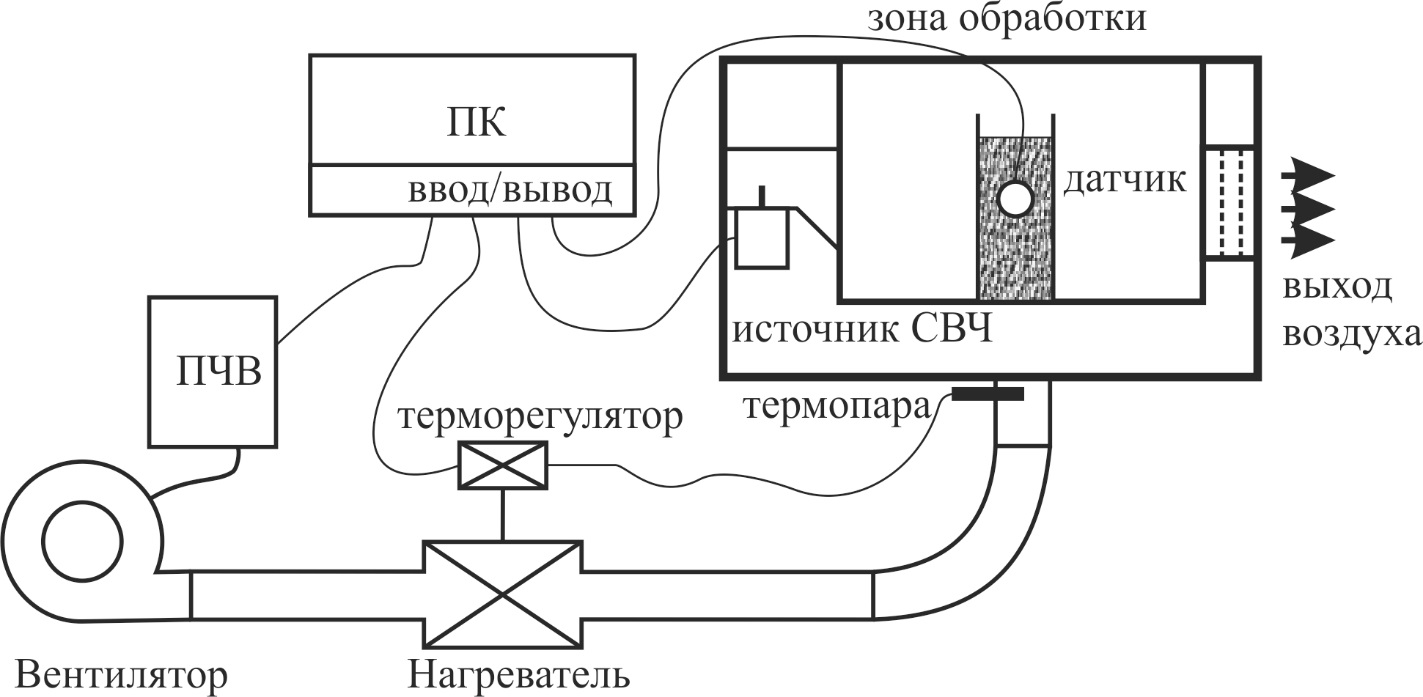 зона обработки
ПК
ввод/вывод
датчик
выход
воздуха
источник СВЧ
ПЧВ
термопара
терморегулятор
Вентилятор
Нагреватель